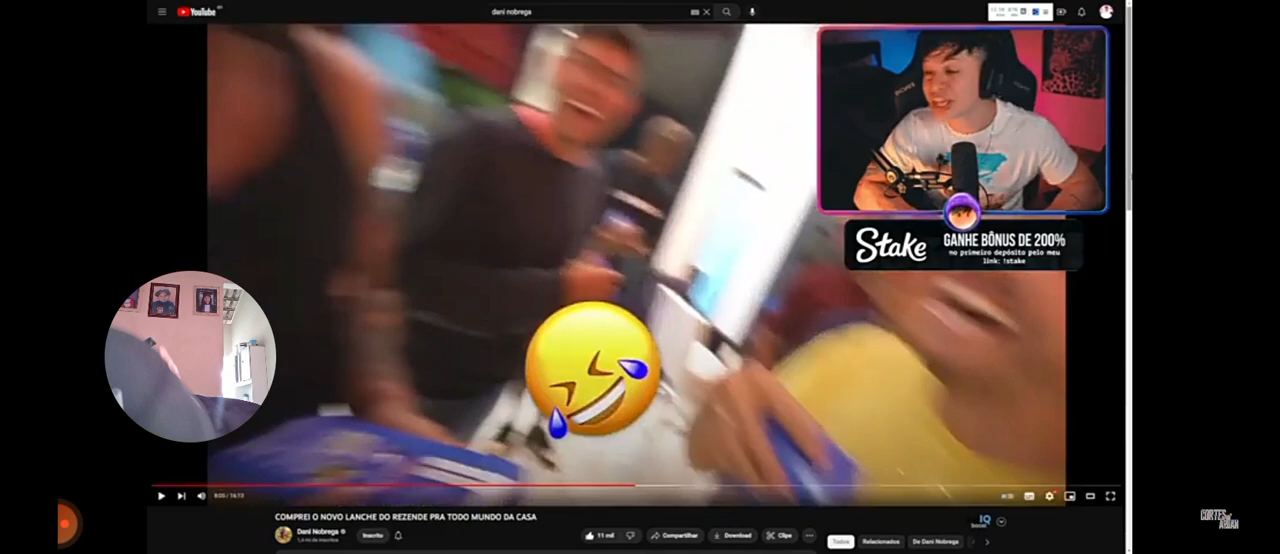 YouTube
dani nobrega
Stake
GANHE BÔNUS DE 200%
no primeiro depósito pelo meu
link: !stake
COMPREI O NOVO LANCHE DO REZENDE PRA TODO MUNDO DA CASA
Dani Nobrega
Inscrito
11 mil
Compartilhar
Download
Clipe
Todos
Relacionados
De Dani Nobrega
IQ
CORTES